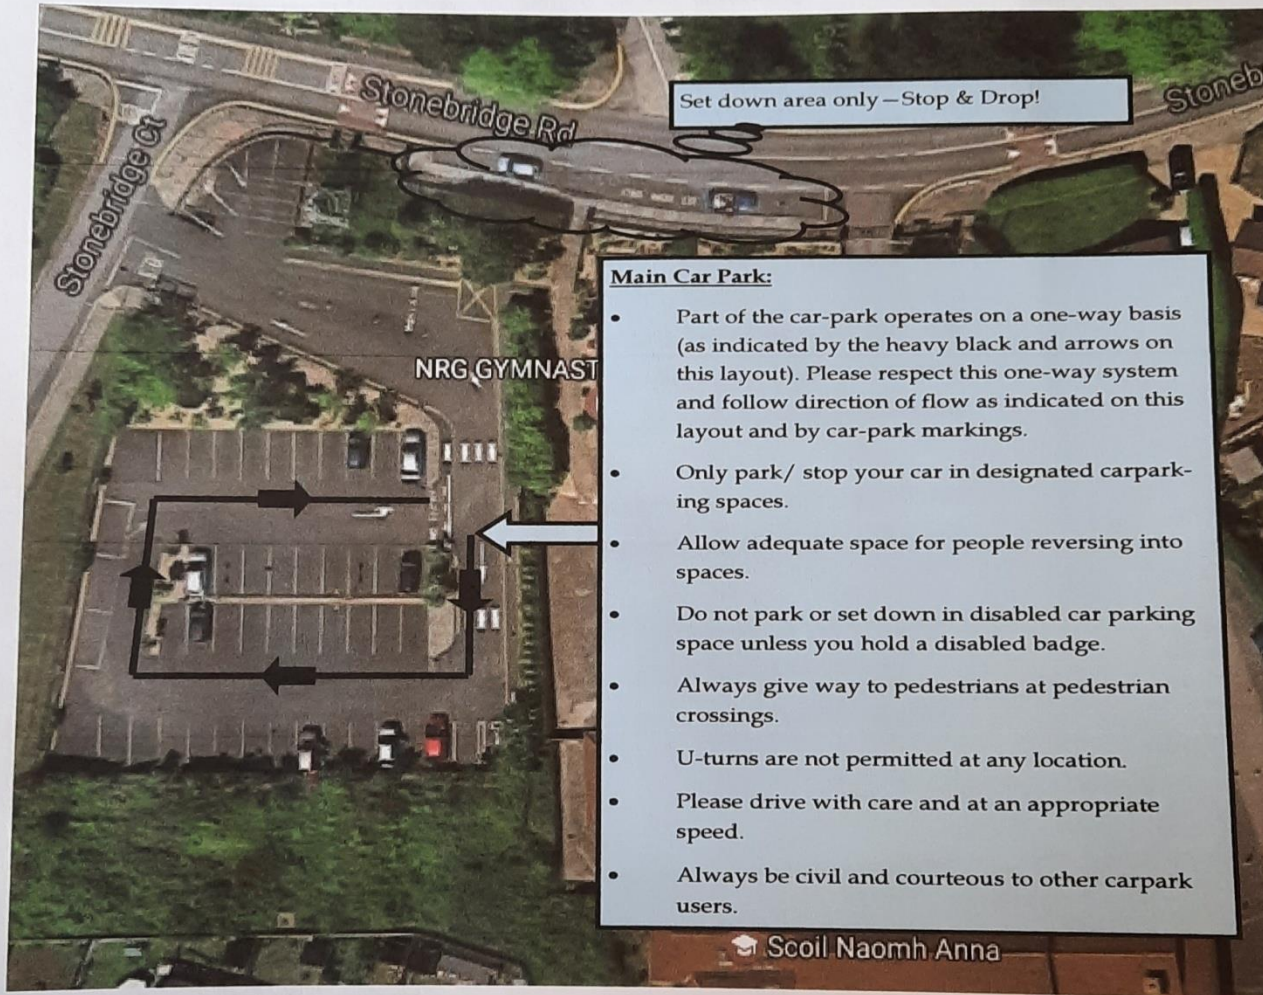 Stonebridge Rd
Set down area only—Stop & Drop!
Stoneb
Stonebridge Ct
Main Car Park:
• Part of the car-park operates on a one-way basis
(as indicated by the heavy black and arrows on
this layout). Please respect this one-way system
and follow direction of flow as indicated on this
layout and by car-park markings.
• Only park/ stop your car in designated carpark-
ing spaces.
• Allow adequate space for people reversing into
spaces.
• Do not park or set down in disabled car parking
space unless you hold a disabled badge.
• Always give way to pedestrians at pedestrian
crossings.
• U-turns are not permitted at any location.
• Please drive with care and at an appropriate
speed.
• Always be civil and courteous to other carpark
users.
NRG GYMNAST
Scoil Naomh Anna